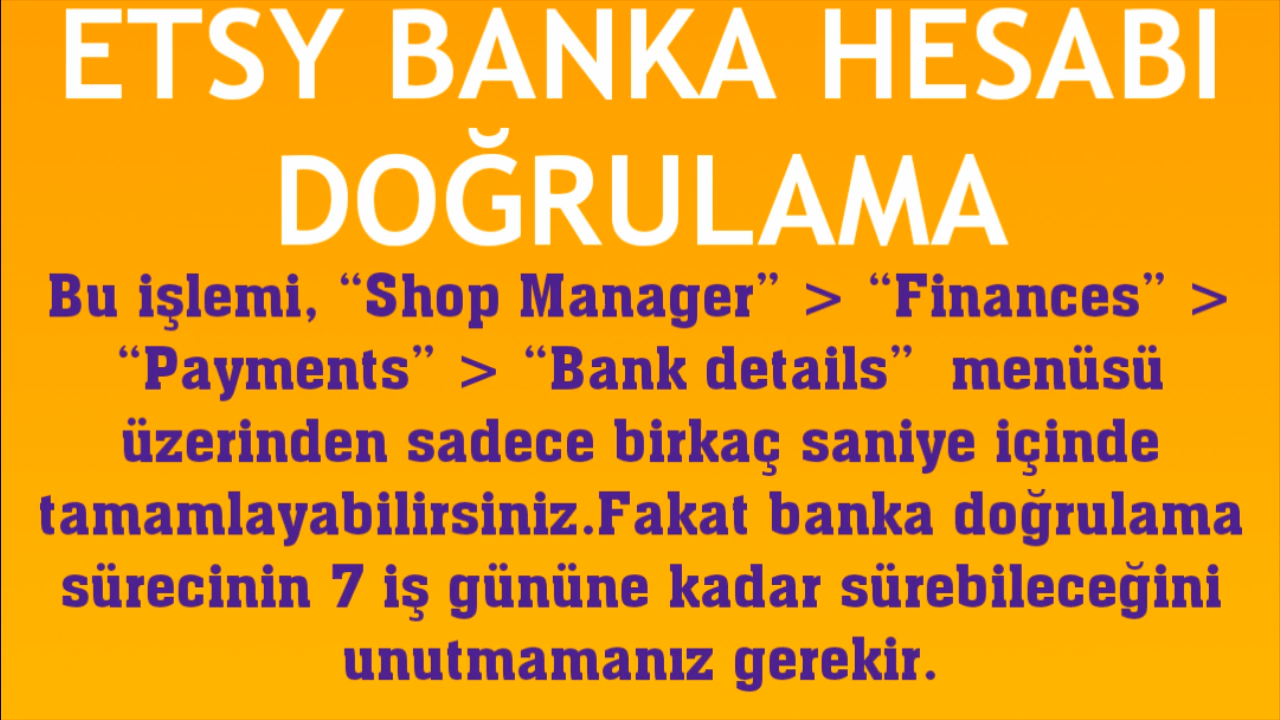 ETSY BANKA HESABI
DOĞRULAMA
Bu işlemi, “Shop Manager” > “Finances” >
“Payments” > “Bank details” menüsü
üzerinden sadece birkaç saniye içinde
tamamlayabilirsiniz.Fakat banka doğrulama
sürecinin 7 iş gününe kadar sürebileceğini
unutmamanız gerekir.